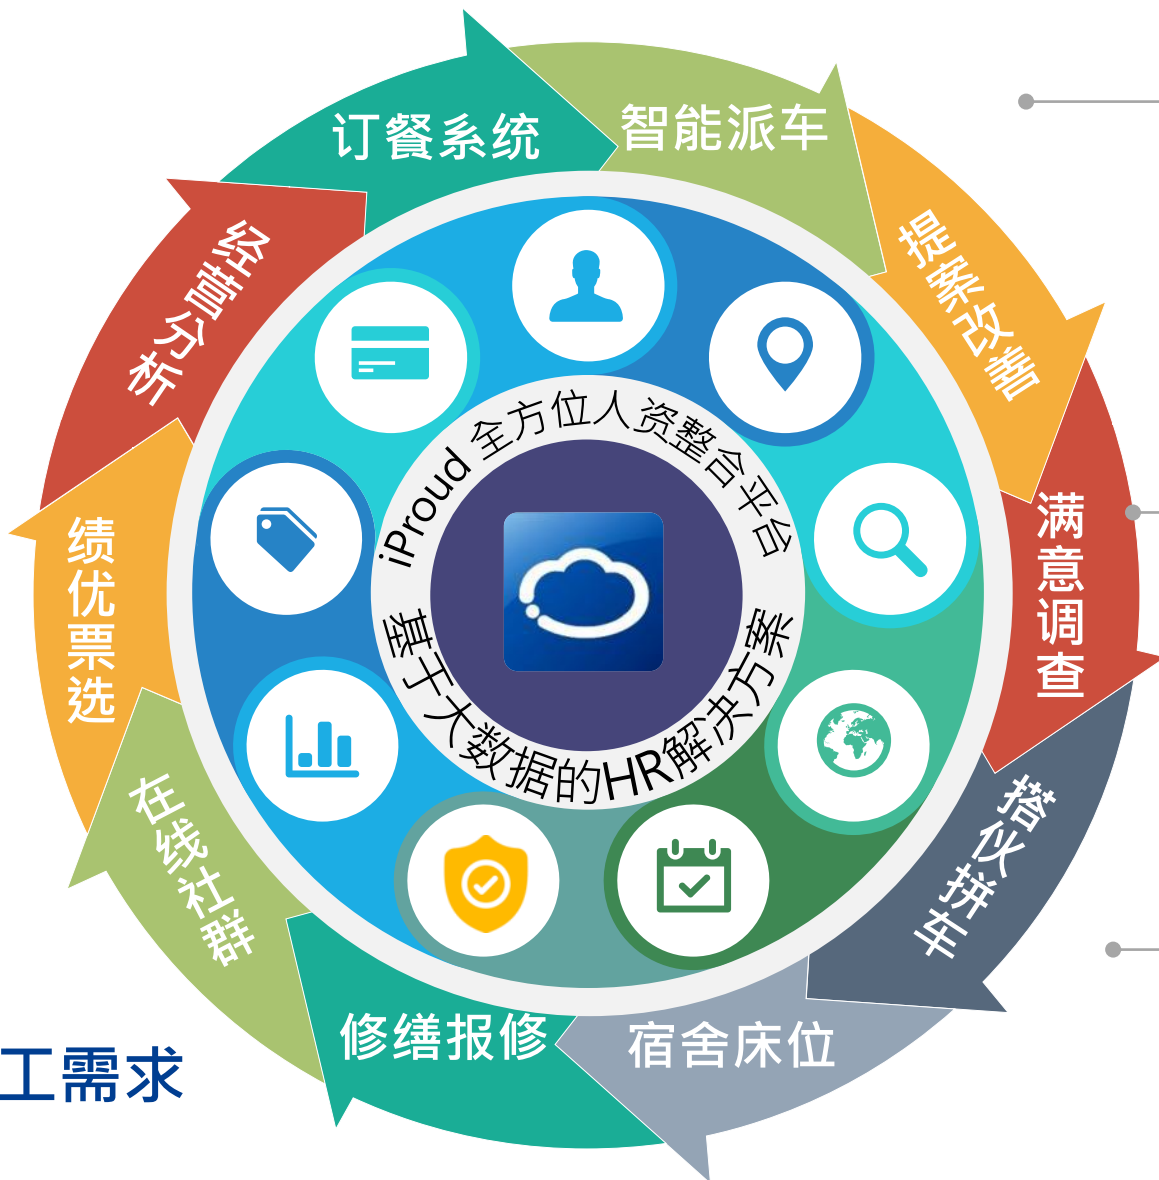 订餐系统
智能派车
提案改善
满意调查
搭伙拼车
宿舍床位
修缮报修
在线社群
绩优票选
经营分析
iProud 全方位人资整合平台
基于大数据的HR解决方案
工需求